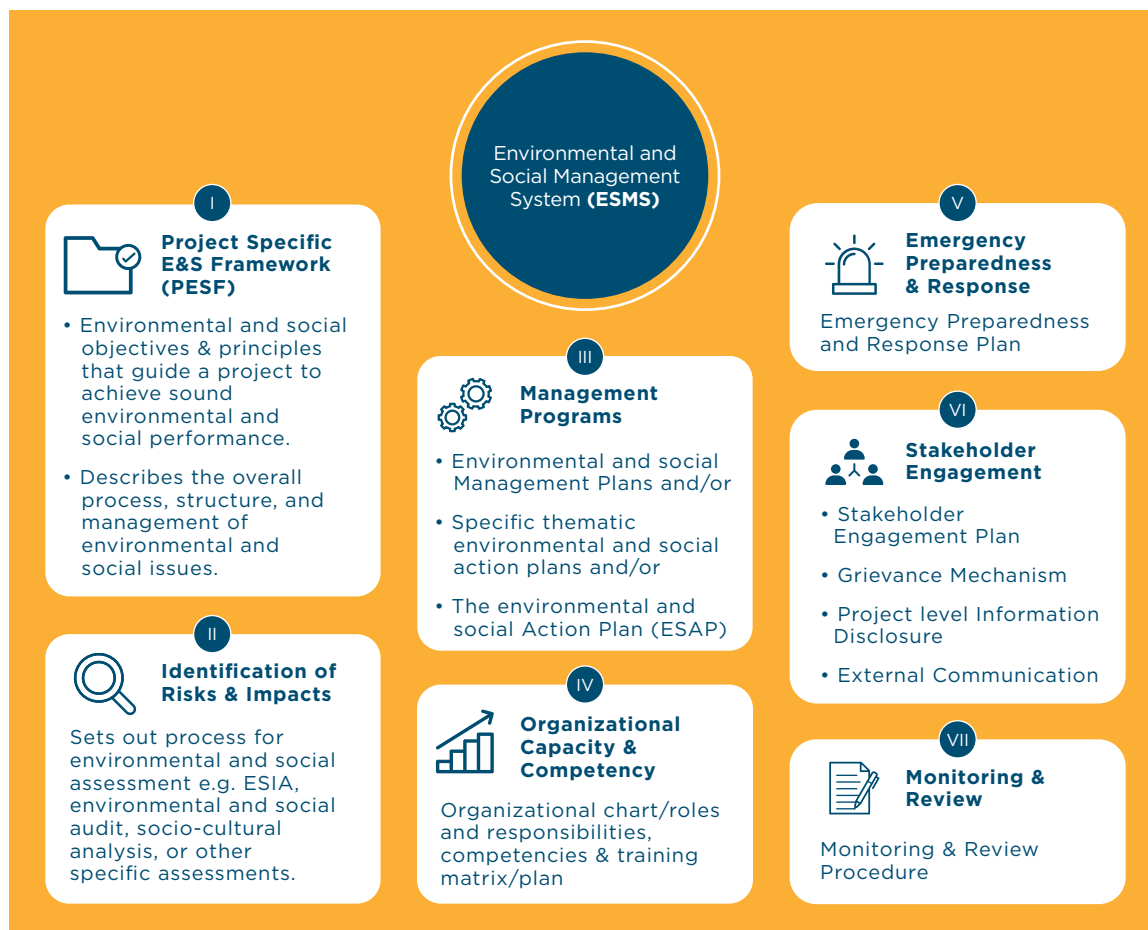 Environmental and
Social Management
System (ESMS)
I
Project Specific
E&S Framework
(PESF)
• Environmental and social
objectives & principles
that guide a project to
achieve sound
environmental and
social performance.
• Describes the overall
process, structure, and
management of
environmental and
social issues.
II
Identification of
Risks & Impacts
Sets out process for
environmental and social
assessment e.g. ESIA,
environmental and social
audit, socio-cultural
analysis, or other
specific assessments.
III
Management
Programs
• Environmental and social
Management Plans and/or
• Specific thematic
environmental and social
action plans and/or
• The environmental and
social Action Plan (ESAP)
IV
Organizational
Capacity &
Competency
Organizational chart/roles
and responsibilities,
competencies & training
matrix/plan
V
Emergency
Preparedness
& Response
Emergency Preparedness
and Response Plan
VI
Stakeholder
Engagement
• Stakeholder
Engagement Plan
• Grievance Mechanism
• Project level Information
Disclosure
• External Communication
VII
Monitoring &
Review
Monitoring & Review
Procedure